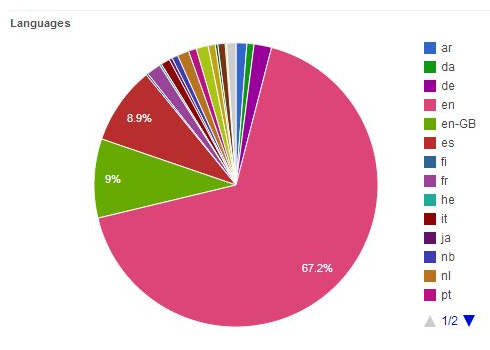 Languages
8.9%
9%
67.2%
ar
da
de
en
en-GB
es
fi
fr
he
it
ja
nb
nl
pt
1/2